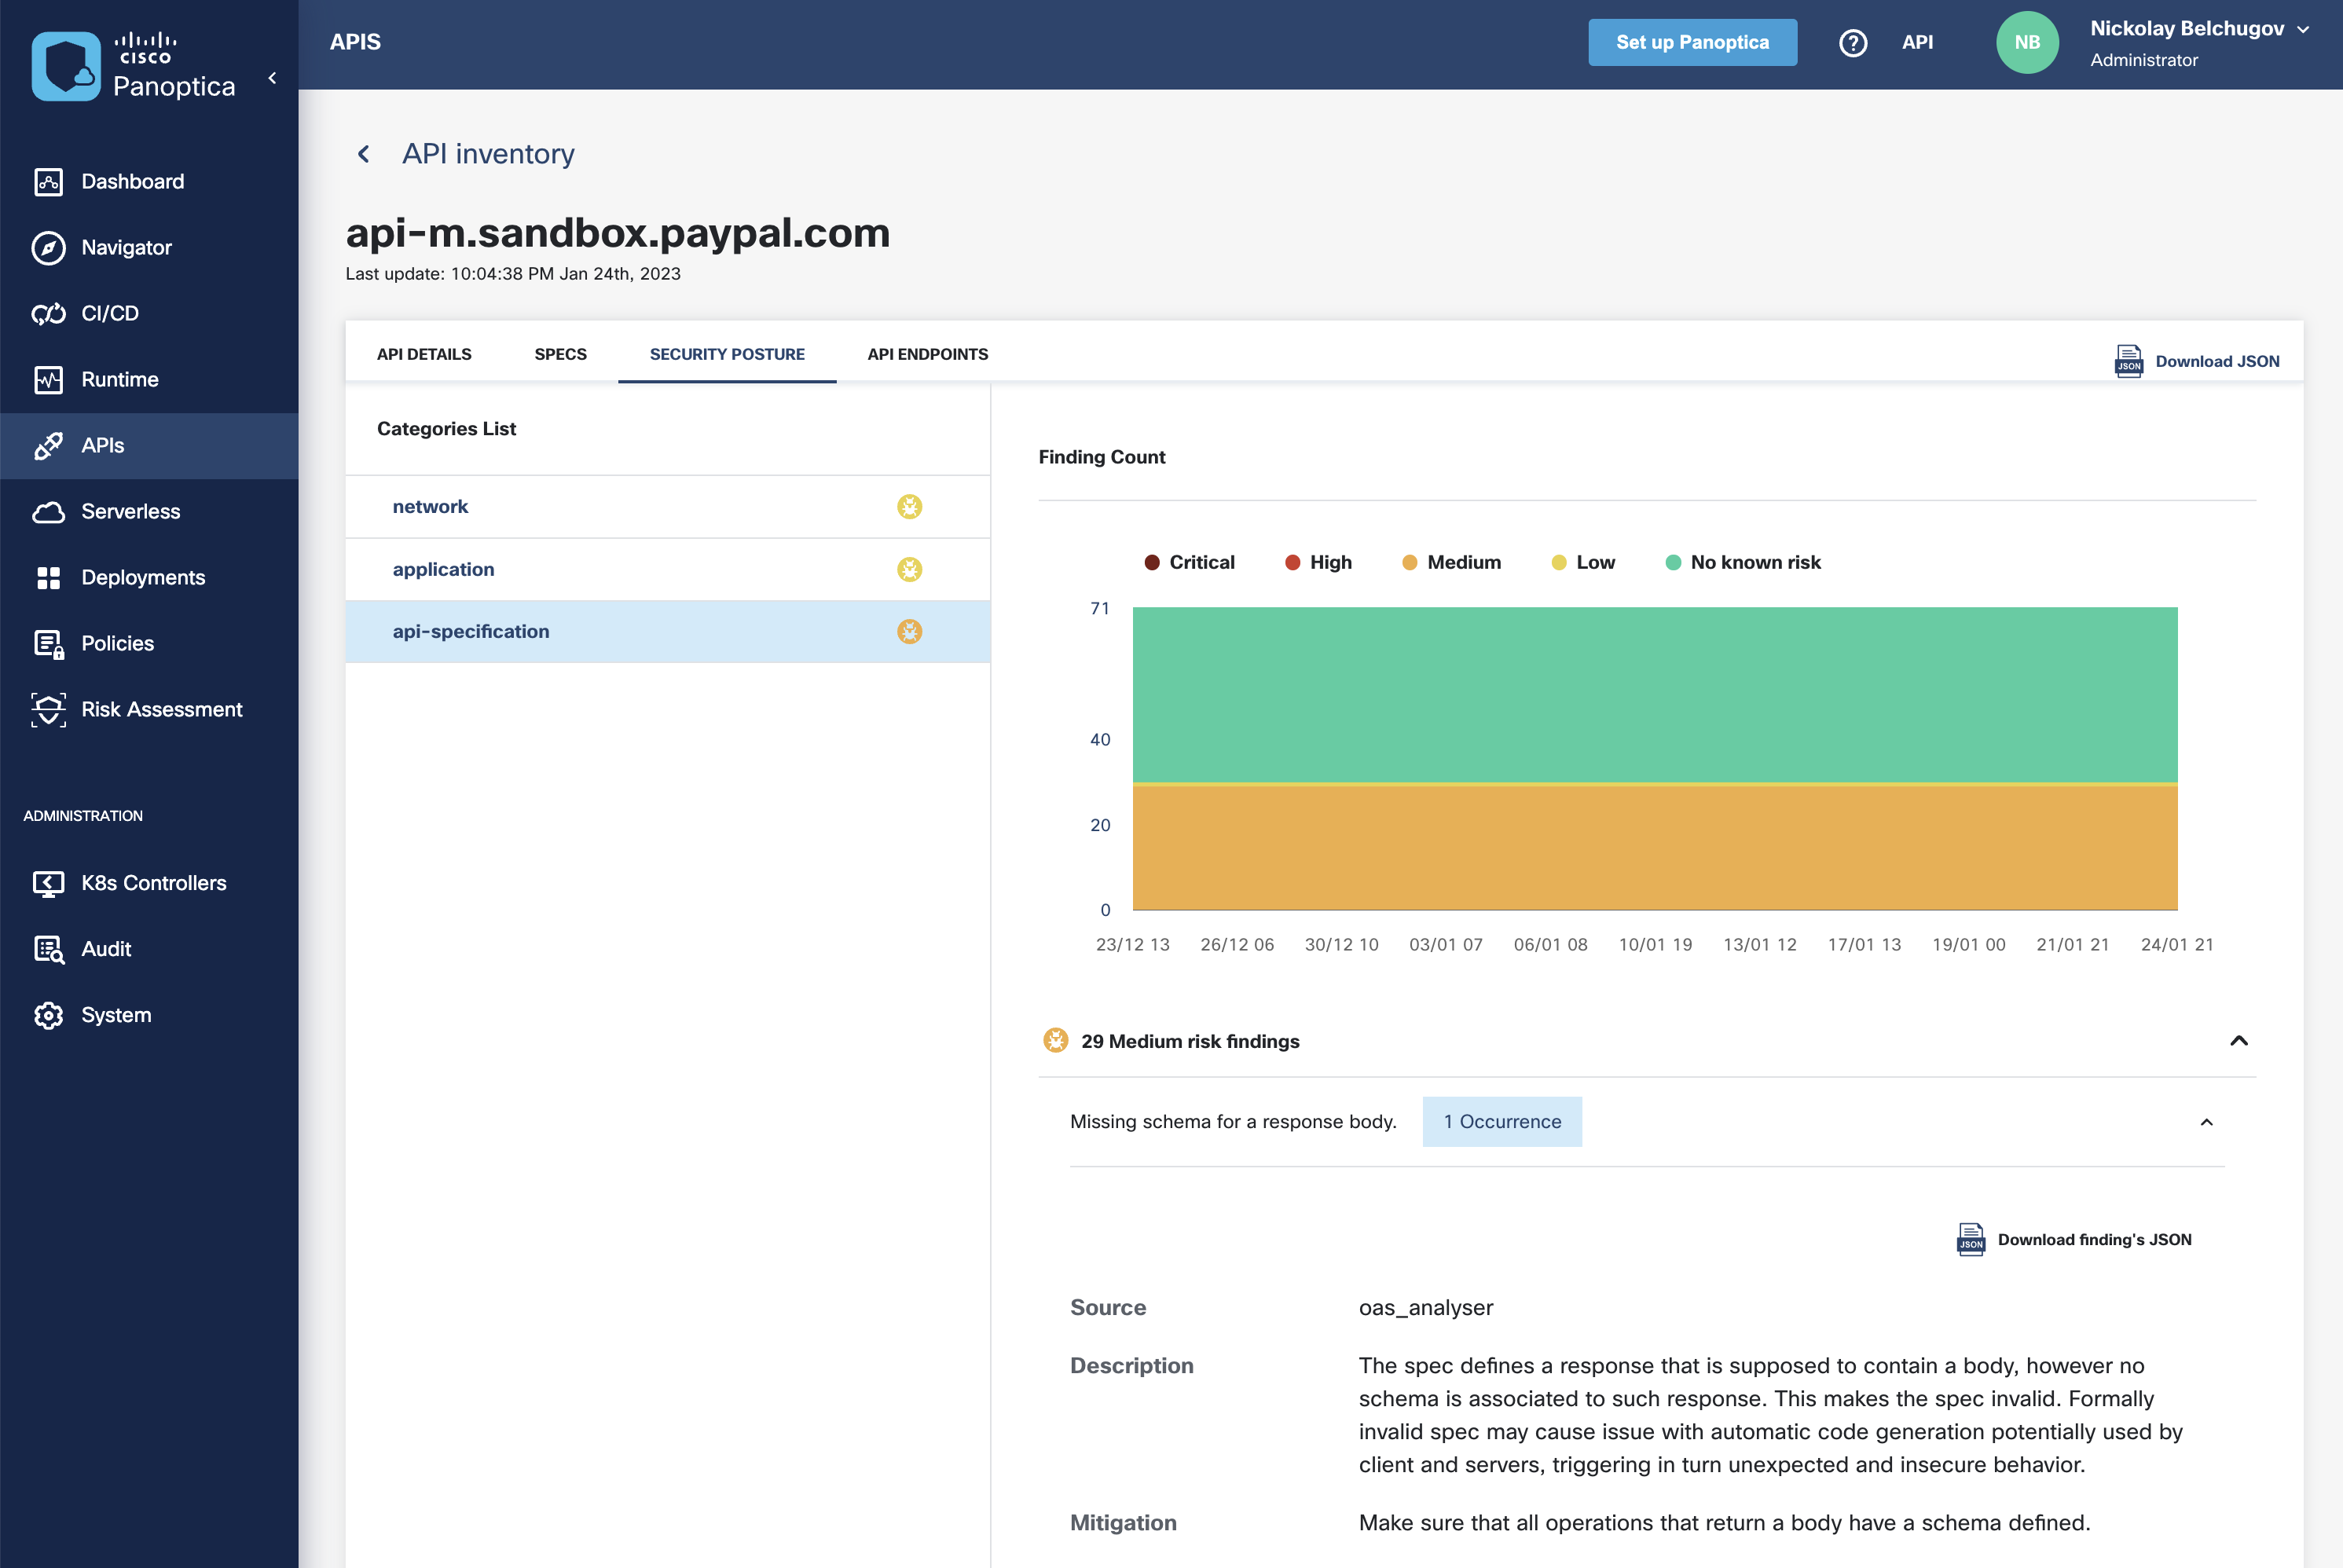 cisco
Panoptica
APIS
Set up Panoptica
?
API
NB
Nickolay Belchugov
Administrator
Dashboard
Navigator
CI/CD
Runtime
APIs
Serverless
Deployments
Policies
Risk Assessment
ADMINISTRATION
K8s Controllers
Audit
System
API inventory
api-m.sandbox.paypal.com
Last update: 10:04:38 PM Jan 24th, 2023
API DETAILS
SPECS
SECURITY POSTURE
API ENDPOINTS
JSON
Download JSON
Categories List
network
application
api-specification
Finding Count
Critical
High
Medium
Low
No known risk
71
40
20
0
23/12 13
26/12 06
30/12 10
03/01 07
06/01 08
10/01 19
13/01 12
17/01 13
19/01 00
21/01 21
24/01 21
29 Medium risk findings
Missing schema for a response body.
1 Occurrence
JSON
Download finding's JSON
Source
oas_analyser
Description
The spec defines a response that is supposed to contain a body, however no
schema is associated to such response. This makes the spec invalid. Formally
invalid spec may cause issue with automatic code generation potentially used by
client and servers, triggering in turn unexpected and insecure behavior.
Mitigation
Make sure that all operations that return a body have a schema defined.